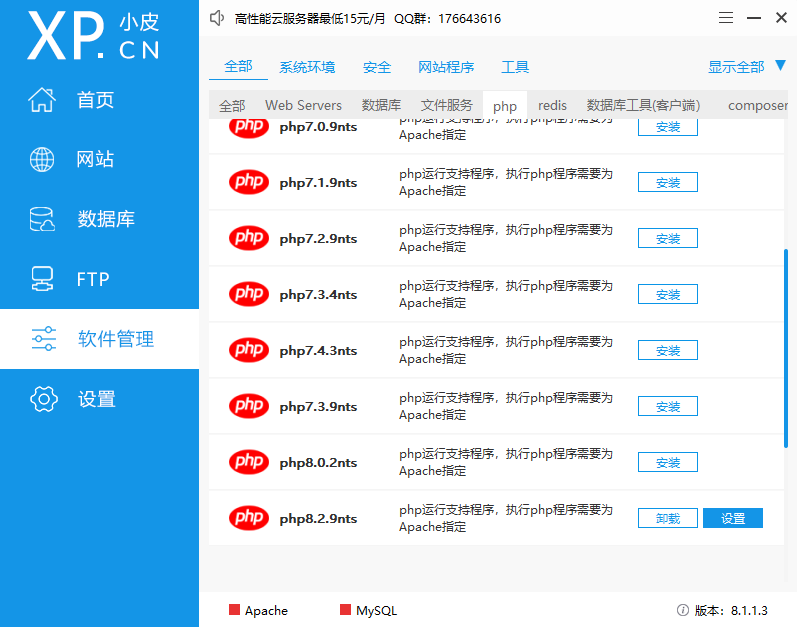 XP.CN 小皮
高性能云服务器最低15元/月 QQ群：176643616
首页
网站
数据库
FTP
软件管理
设置
全部 系统环境 安全 网站程序 工具 显示全部
全部 Web Servers 数据库 文件服务 php redis 数据库工具(客户端) composer
php php7.0.9nts php运行支持程序，执行php程序需要为
Apache指定 安装
php php7.1.9nts php运行支持程序，执行php程序需要为
Apache指定 安装
php php7.2.9nts php运行支持程序，执行php程序需要为
Apache指定 安装
php php7.3.4nts php运行支持程序，执行php程序需要为
Apache指定 安装
php php7.4.3nts php运行支持程序，执行php程序需要为
Apache指定 安装
php php7.3.9nts php运行支持程序，执行php程序需要为
Apache指定 安装
php php8.0.2nts php运行支持程序，执行php程序需要为
Apache指定 安装
php php8.2.9nts php运行支持程序，执行php程序需要为
Apache指定 卸载 设置
Apache MySQL 版本：8.1.1.3